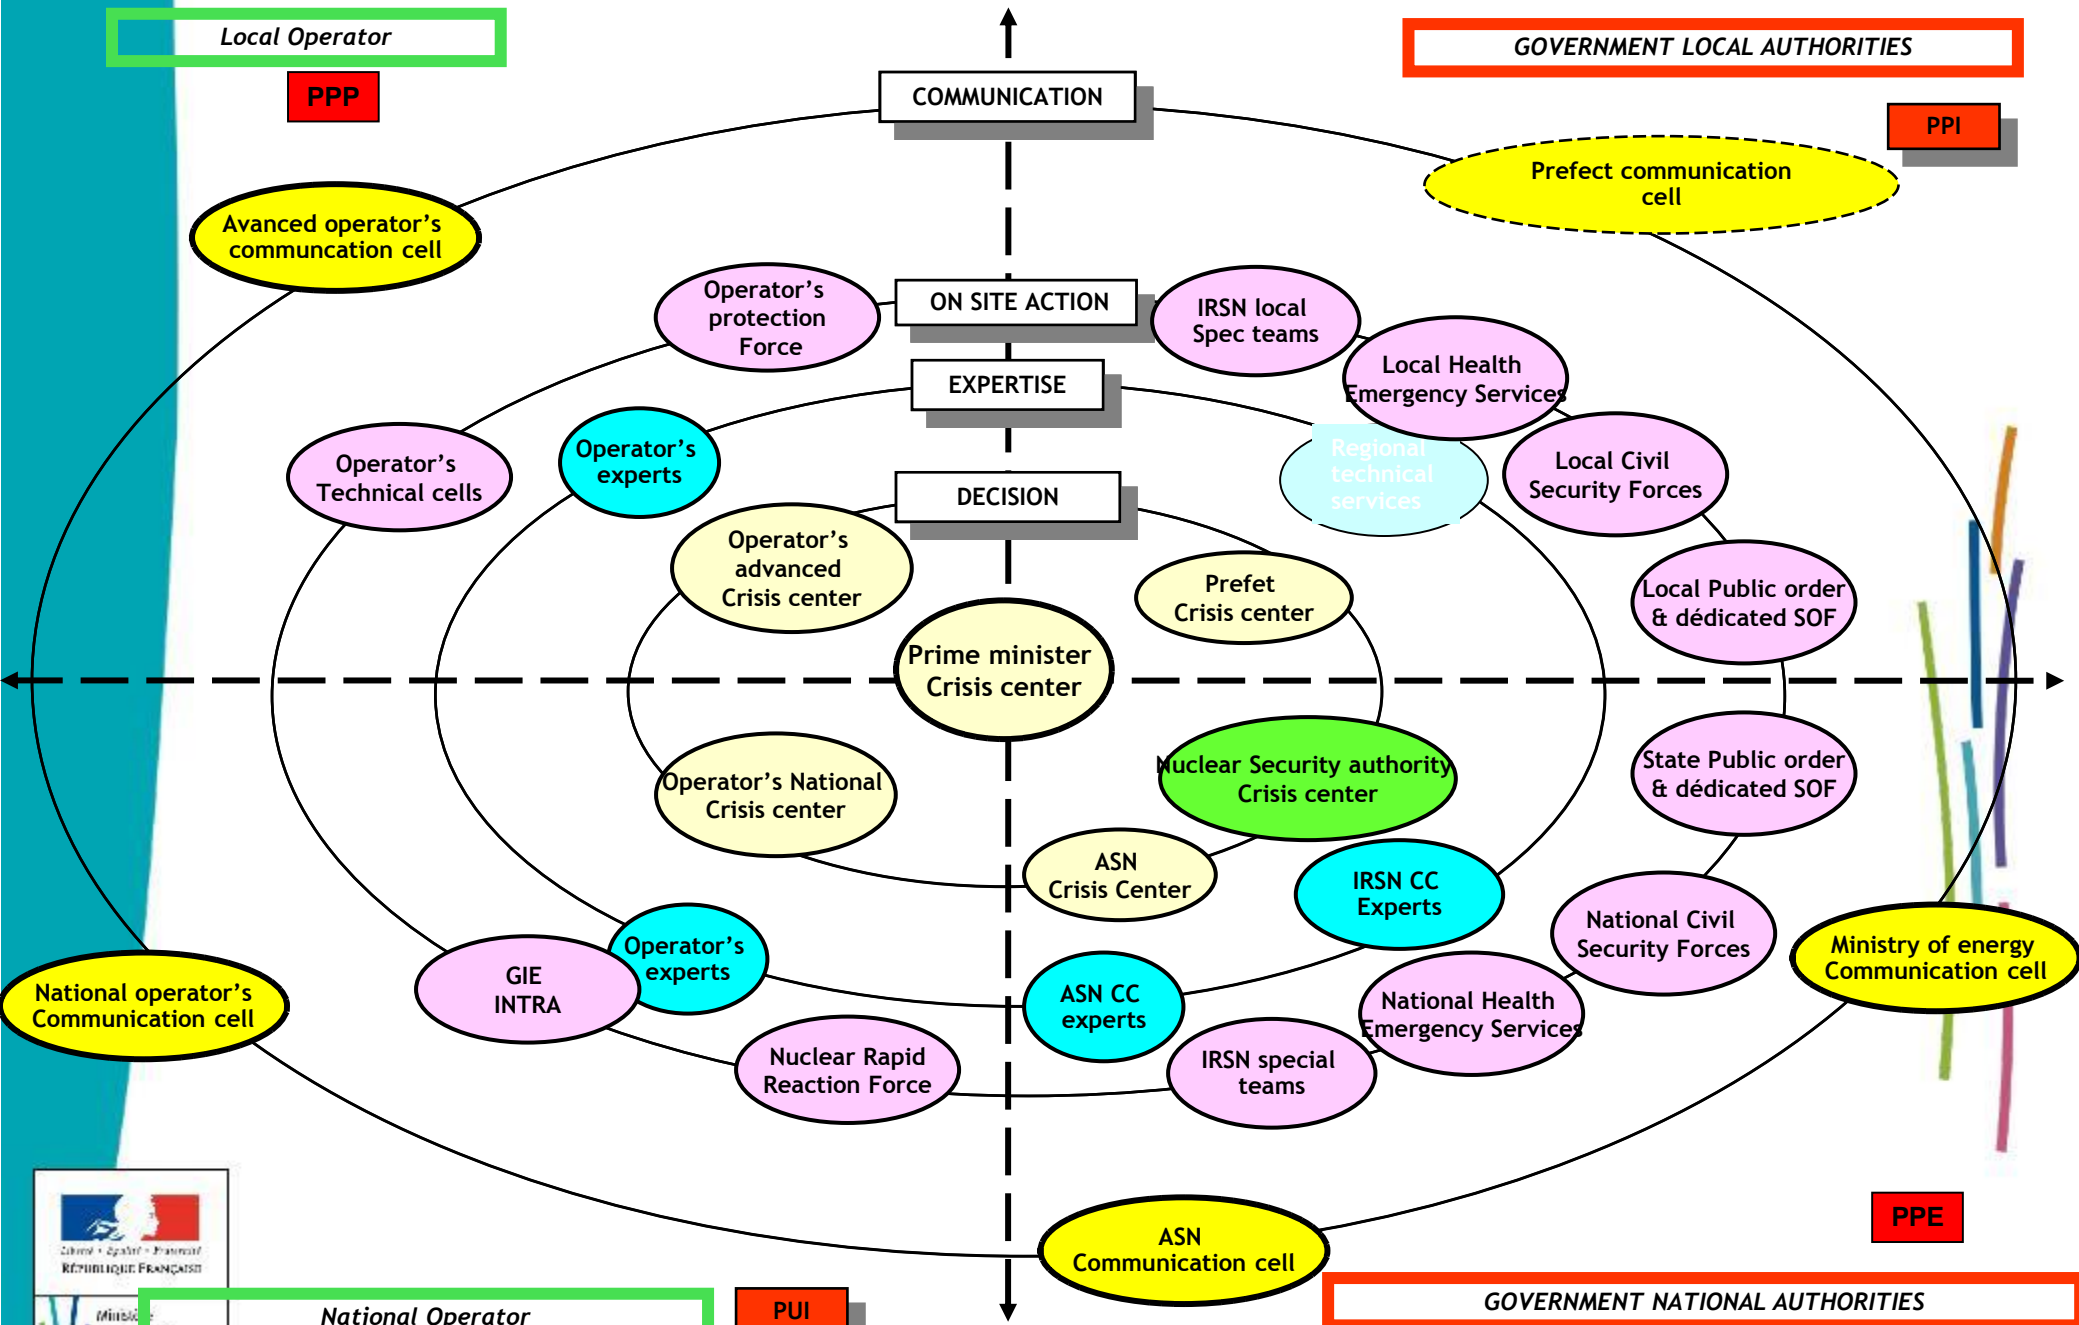 Local Operator
GOVERNMENT LOCAL AUTHORITIES
PPP
COMMUNICATION
PPI
Prefect communication
cell
Avanced operator's
communcation cell
Operator's
protection
Force
ON SITE ACTION
IRSN local
Spec teams
Local Health
Emergency Services
EXPERTISE
Operator's
experts
Regional
technical
services
Local Civil
Security Forces
Operator's
Technical cells
DECISION
Operator's
advanced
Crisis center
Prefet
Crisis center
Local Public order
& dédicated SOF
Prime minister
Crisis center
Nuclear Security authority
Crisis center
State Public order
& dédicated SOF
Operator's National
Crisis center
ASN
Crisis Center
IRSN CC
Experts
National Civil
Security Forces
Ministry of energy
Communication cell
Operator's
experts
GIE
INTRA
National operator's
Communication cell
ASN CC
experts
National Health
Emergency Services
Nuclear Rapid
Reaction Force
IRSN special
teams
PPE
ASN
Communication cell
Liberté • Égalité • Fraternité
RÉPUBLIQUE FRANÇAISE
National Operator
PUI
GOVERNMENT NATIONAL AUTHORITIES